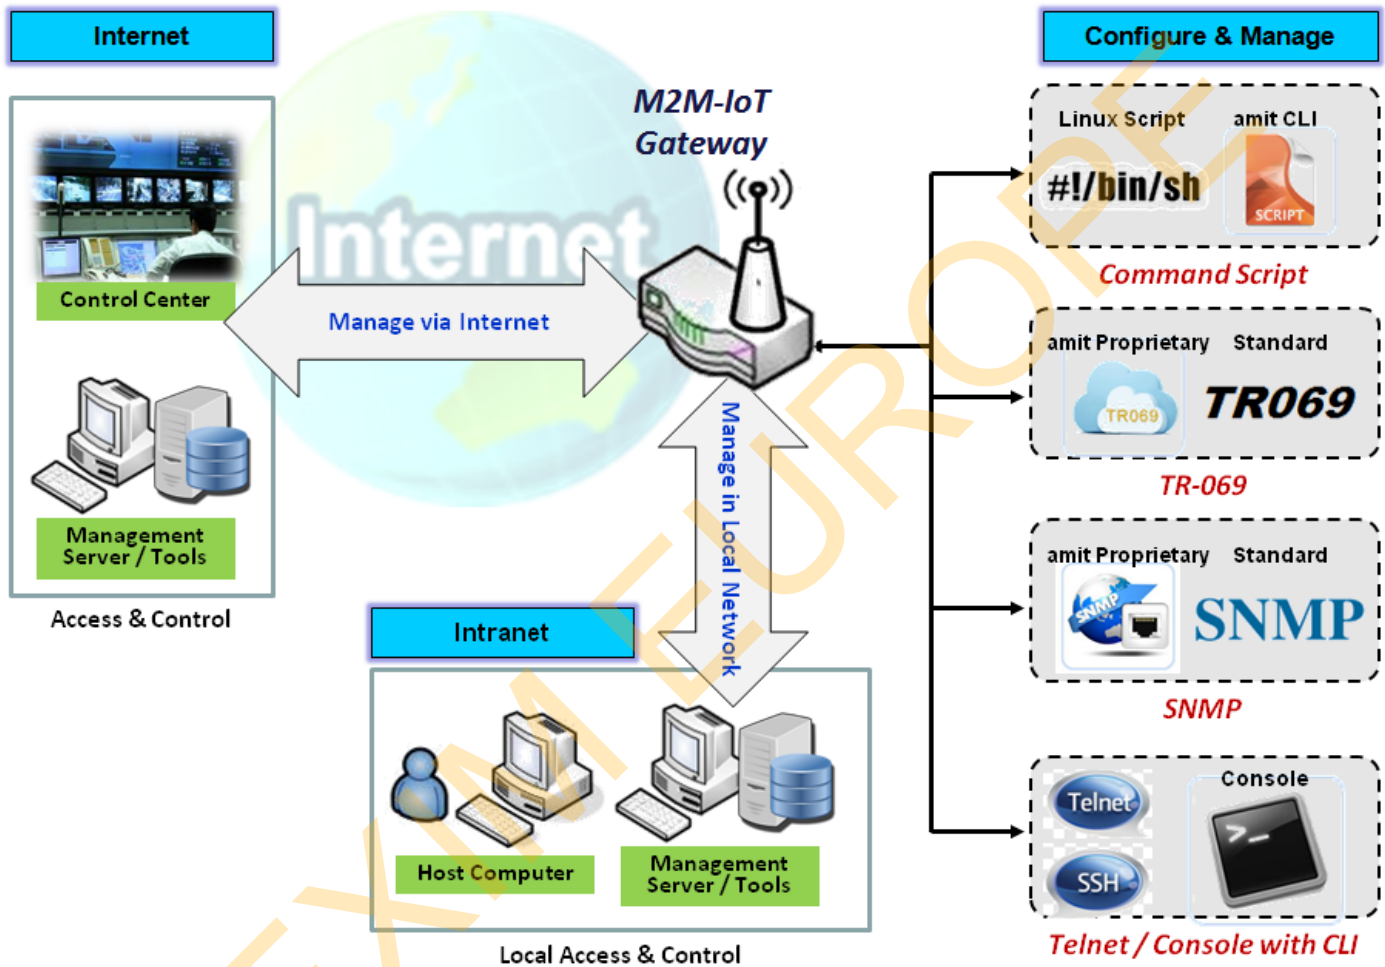 Internet
Control Center
Management
Server / Tools
Access & Control
Internet
Manage via Internet
M2M-IoT
Gateway
Manage in Local Network
Intranet
Host Computer
Management
Server / Tools
Local Access & Control
Configure & Manage
Linux Script
amit CLI
#!/bin/sh
SCRIPT
Command Script
amit Proprietary
Standard
TR069
TR069
TR-069
amit Proprietary
Standard
SNMP
SNMP
SNMP
Telnet
SSH
Console
>_
Telnet / Console with CLI
EXIM EUROPE